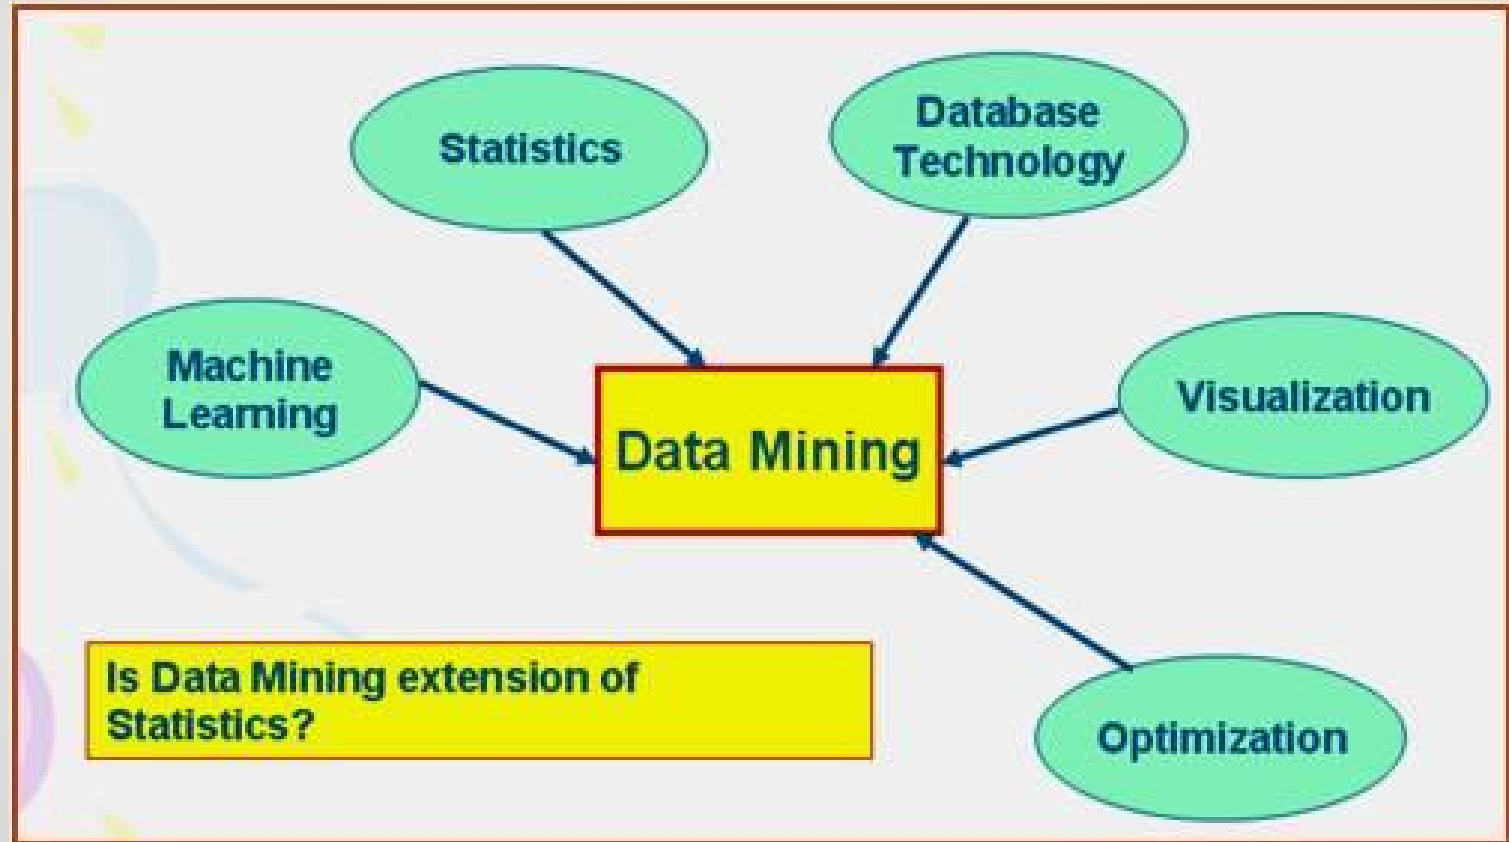 Statistics
Database
Technology
Machine
Learning
Visualization
Data Mining
Is Data Mining extension of
Statistics?
Optimization